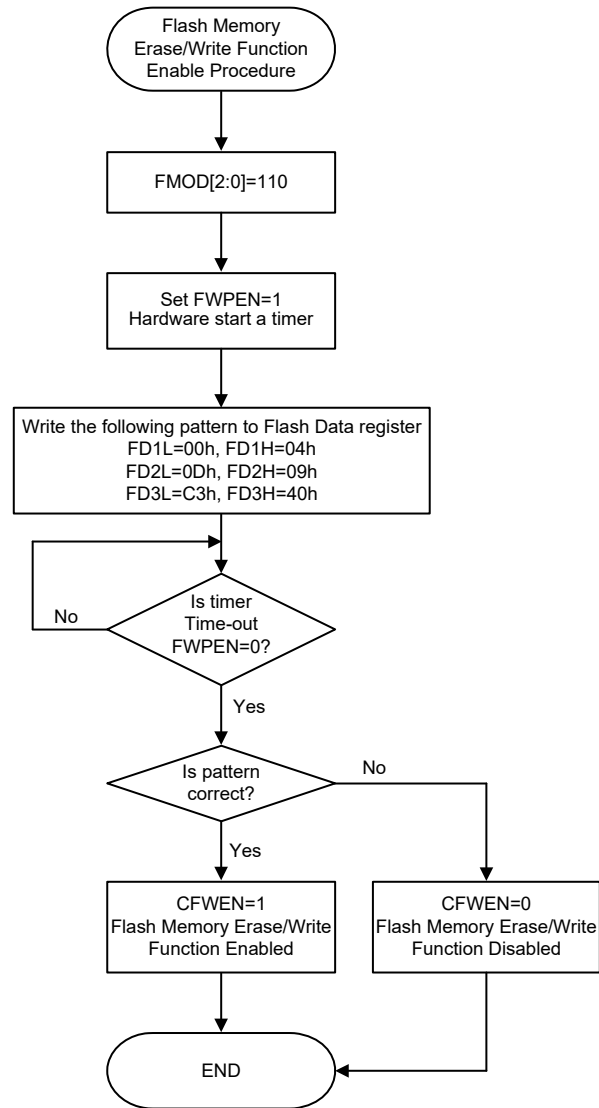 Flash Memory
Erase/Write Function
Enable Procedure
FMOD[2:0]=110
Set FWPEN=1
Hardware start a timer
Write the following pattern to Flash Data register
FD1L=00h, FD1H=04h
FD2L=0Dh, FD2H=09h
FD3L=C3h, FD3H=40h
Is timer
Time-out
FWPEN=0?
No
Yes
Is pattern
correct?
No
Yes
CFWEN=1
Flash Memory Erase/Write
Function Enabled
CFWEN=0
Flash Memory Erase/Write
Function Disabled
END